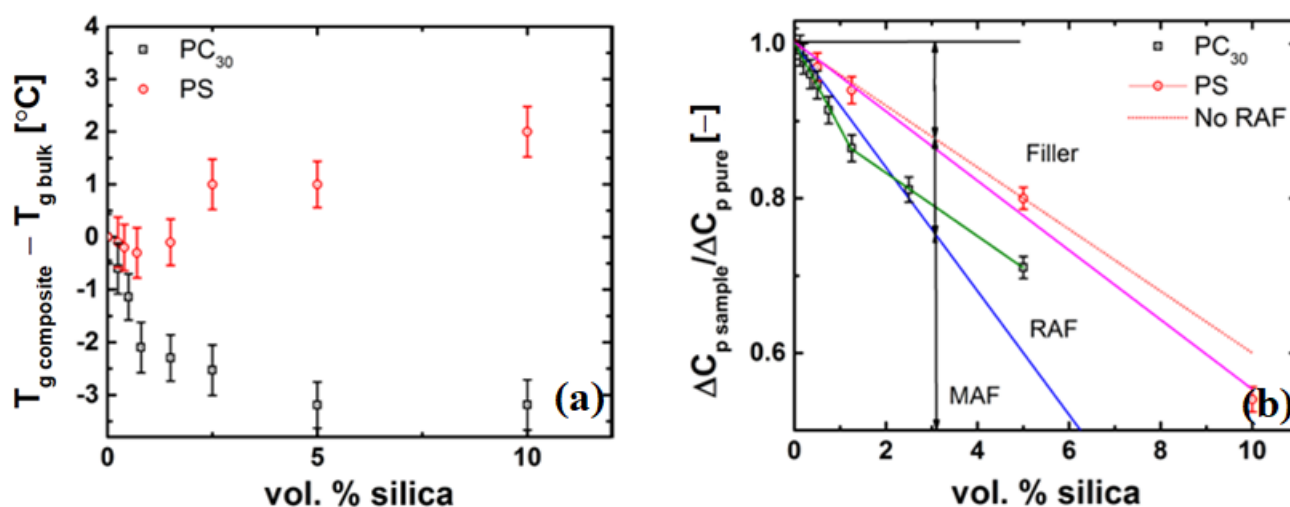 4
3
2
1
0
-1
-2
-3
0
5
10
PC30
PS
T g composite – T g bulk [°C]
vol. % silica
(a)
1.0
0.8
0.6
0
2
4
6
8
10
PC30
PS
No RAF
Filler
RAF
MAF
ΔCp sample/ΔCp pure [–]
vol. % silica
(b)